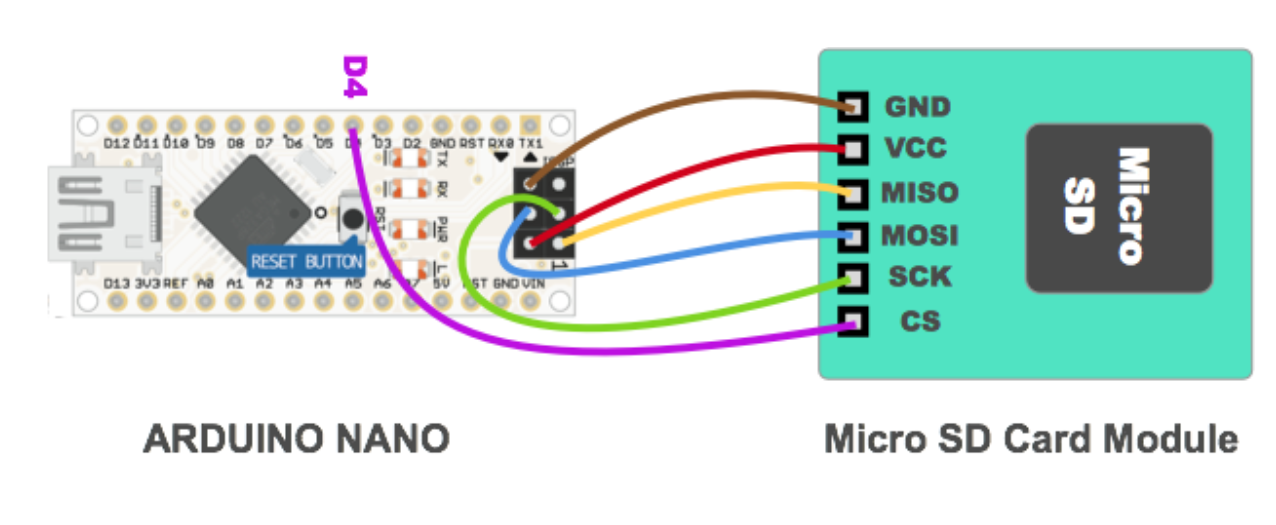 D4
D12 D11 D10 D9 D8 D7 D6 D5 D4 D3 D2 GND RST RX0 TX1
TX
RX
RST
PWR
L
RESET BUTTON
1
D13 3V3 REF A0 A1 A2 A3 A4 A5 A6 A7 5V RST GND VIN
GND
VCC
MISO
MOSI
SCK
CS
Micro
SD
ARDUINO NANO
Micro SD Card Module